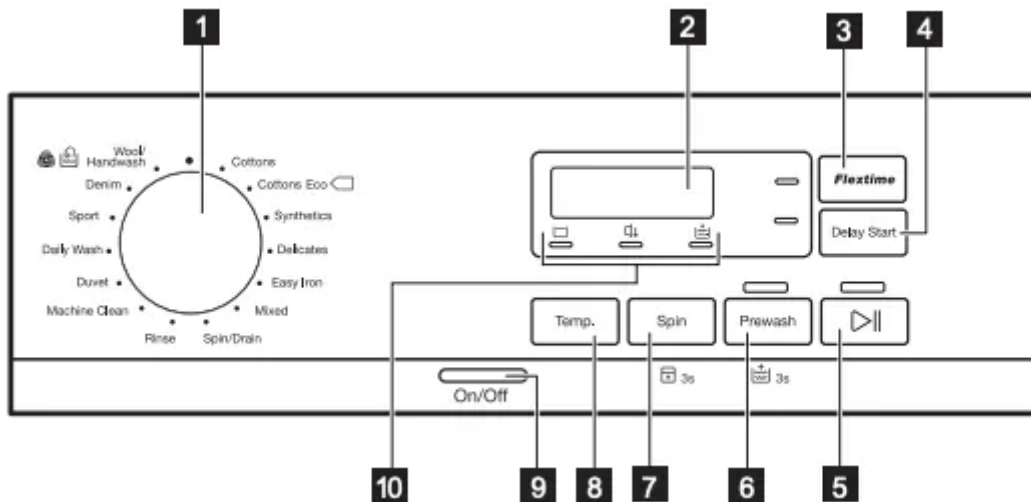 1
2
3
4
Wool/
Handwash
Cottons
Denim
Cottons Eco
Sport
Synthetics
Daily Wash
Delicates
Duvet
Easy Iron
Machine Clean
Mixed
Rinse
Spin/Drain
Flextime
Delay Start
Temp.
Spin
Prewash
On/Off
3s
3s
10
9
8
7
6
5